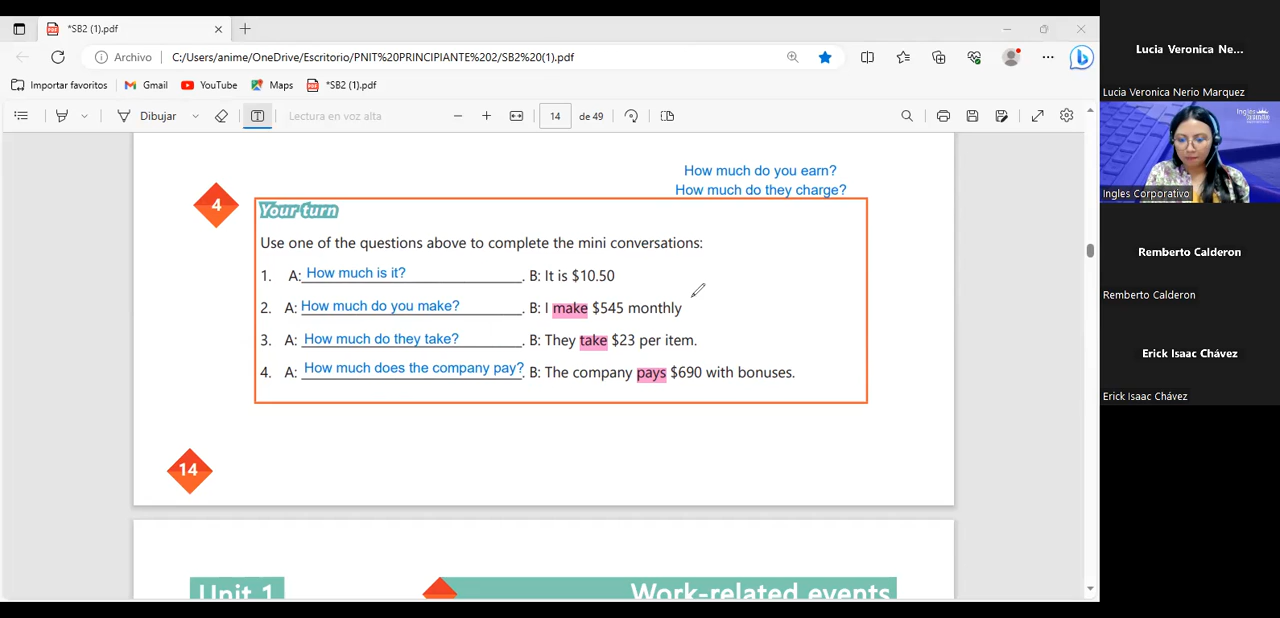 *SB2 (1).pdf
Archivo
C:/Users/anime/OneDrive/Escritorio/PNIT%20PRINCIPIANTE%202/SB2%20(1).pdf
Importar favoritos
Gmail
YouTube
Maps
*SB2 (1).pdf
Dibujar
Lectura en voz alta
14
de 49
How much do you earn?
How much do they charge?
4
Your turn
Use one of the questions above to complete the mini conversations:
1. A: How much is it? . B: It is $10.50
2. A: How much do you make? . B: I make $545 monthly
3. A: How much do they take? . B: They take $23 per item.
4. A: How much does the company pay? . B: The company pays $690 with bonuses.
14
Unit 1
Work-related events
Lucia Veronica Ne...
Lucia Veronica Nerio Marquez
Ingles Corporativo
Remberto Calderon
Remberto Calderon
Erick Isaac Chávez
Erick Isaac Chávez